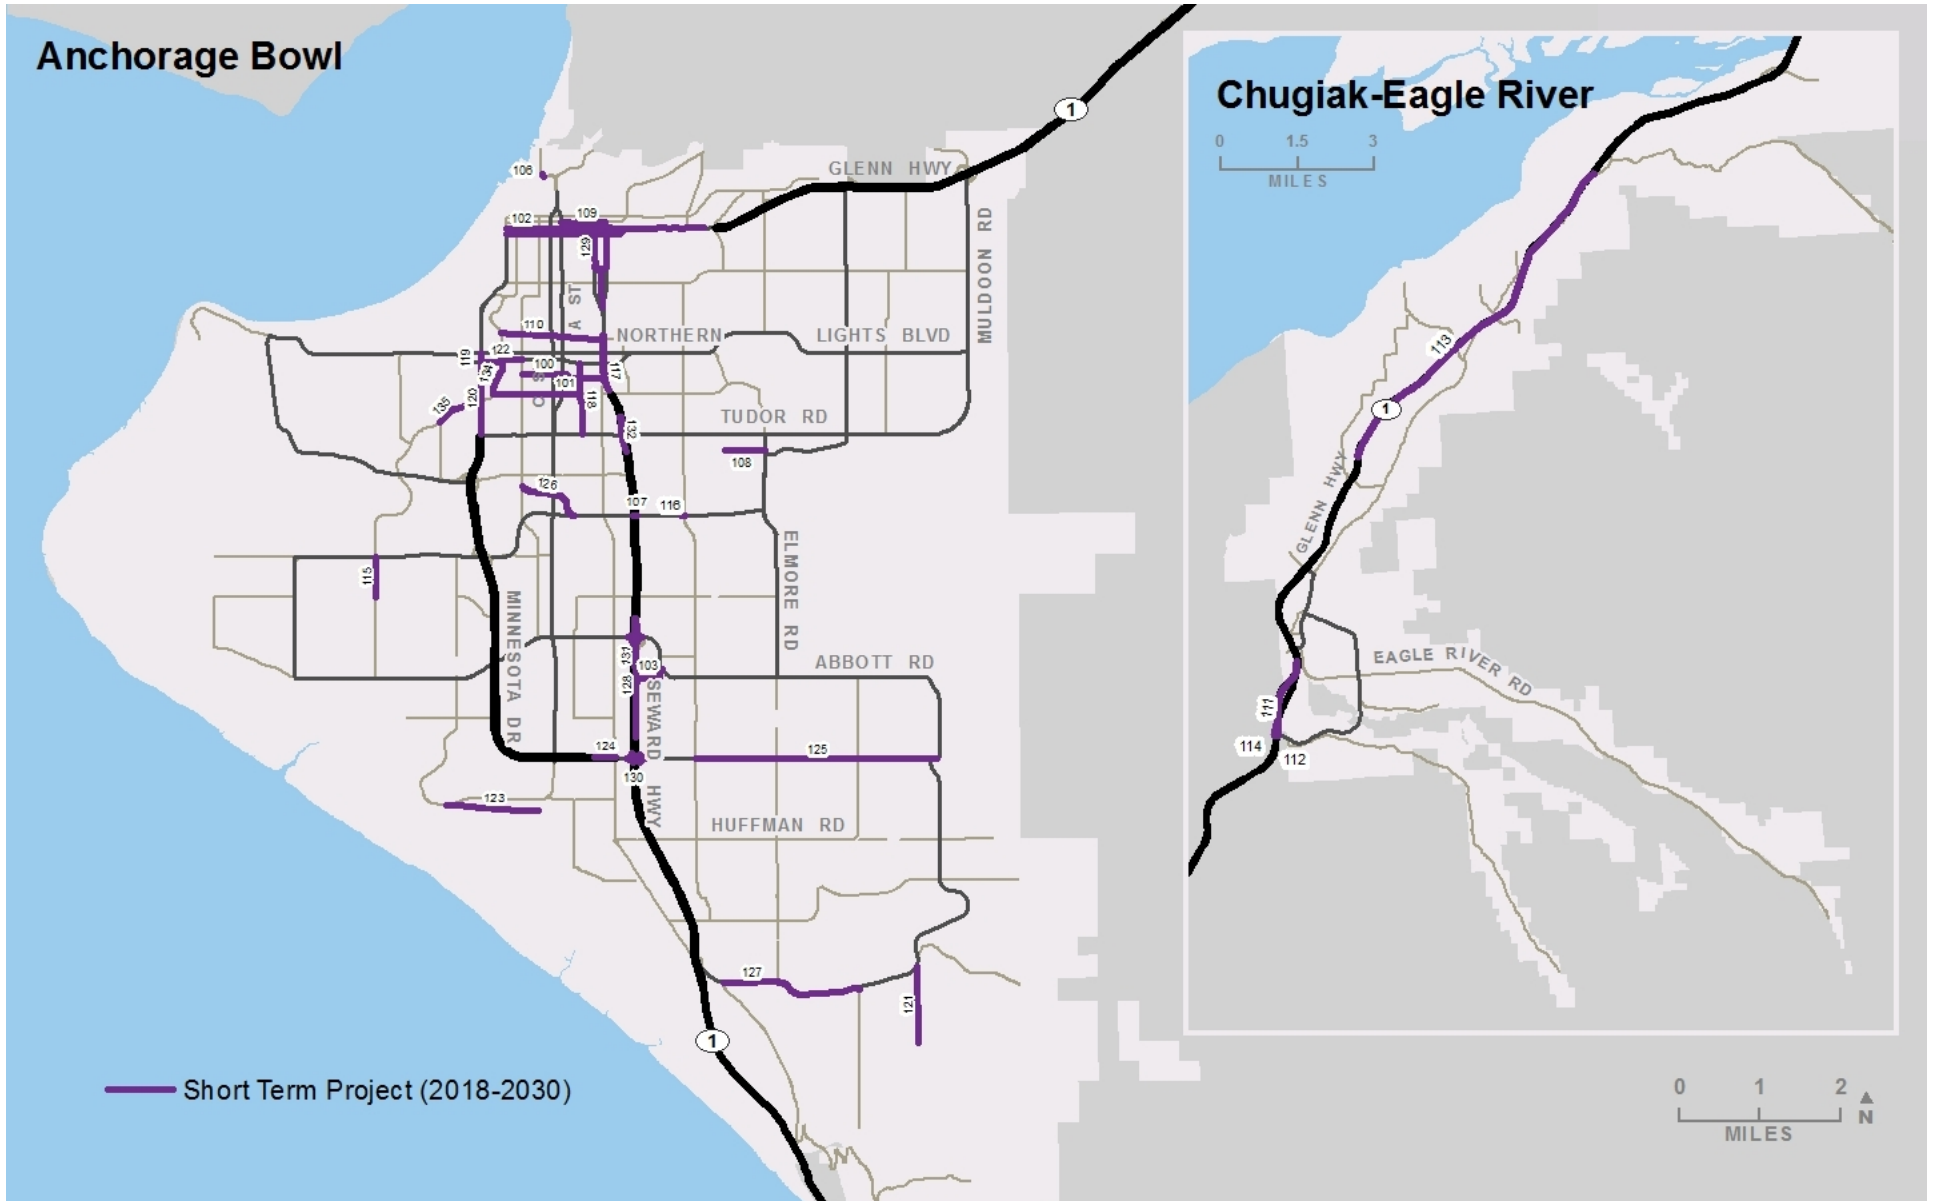 Anchorage Bowl
Chugiak-Eagle River
0 1.5 3
MILES
1
GLENN HWY
106
102
109
129
MULDOON RD
A ST
110
NORTHERN LIGHTS BLVD
119
122
100
134
C ST
101
117
120
118
135
TUDOR RD
132
108
126
107
116
115
ELMORE RD
MINNESOTA DR
131
103
ABBOTT RD
128
SEWARD HWY
124
125
130
123
HUFFMAN RD
127
121
1
113
1
GLENN HWY
EAGLE RIVER RD
111
114
112
Short Term Project (2018-2030)
0 1 2
MILES
N